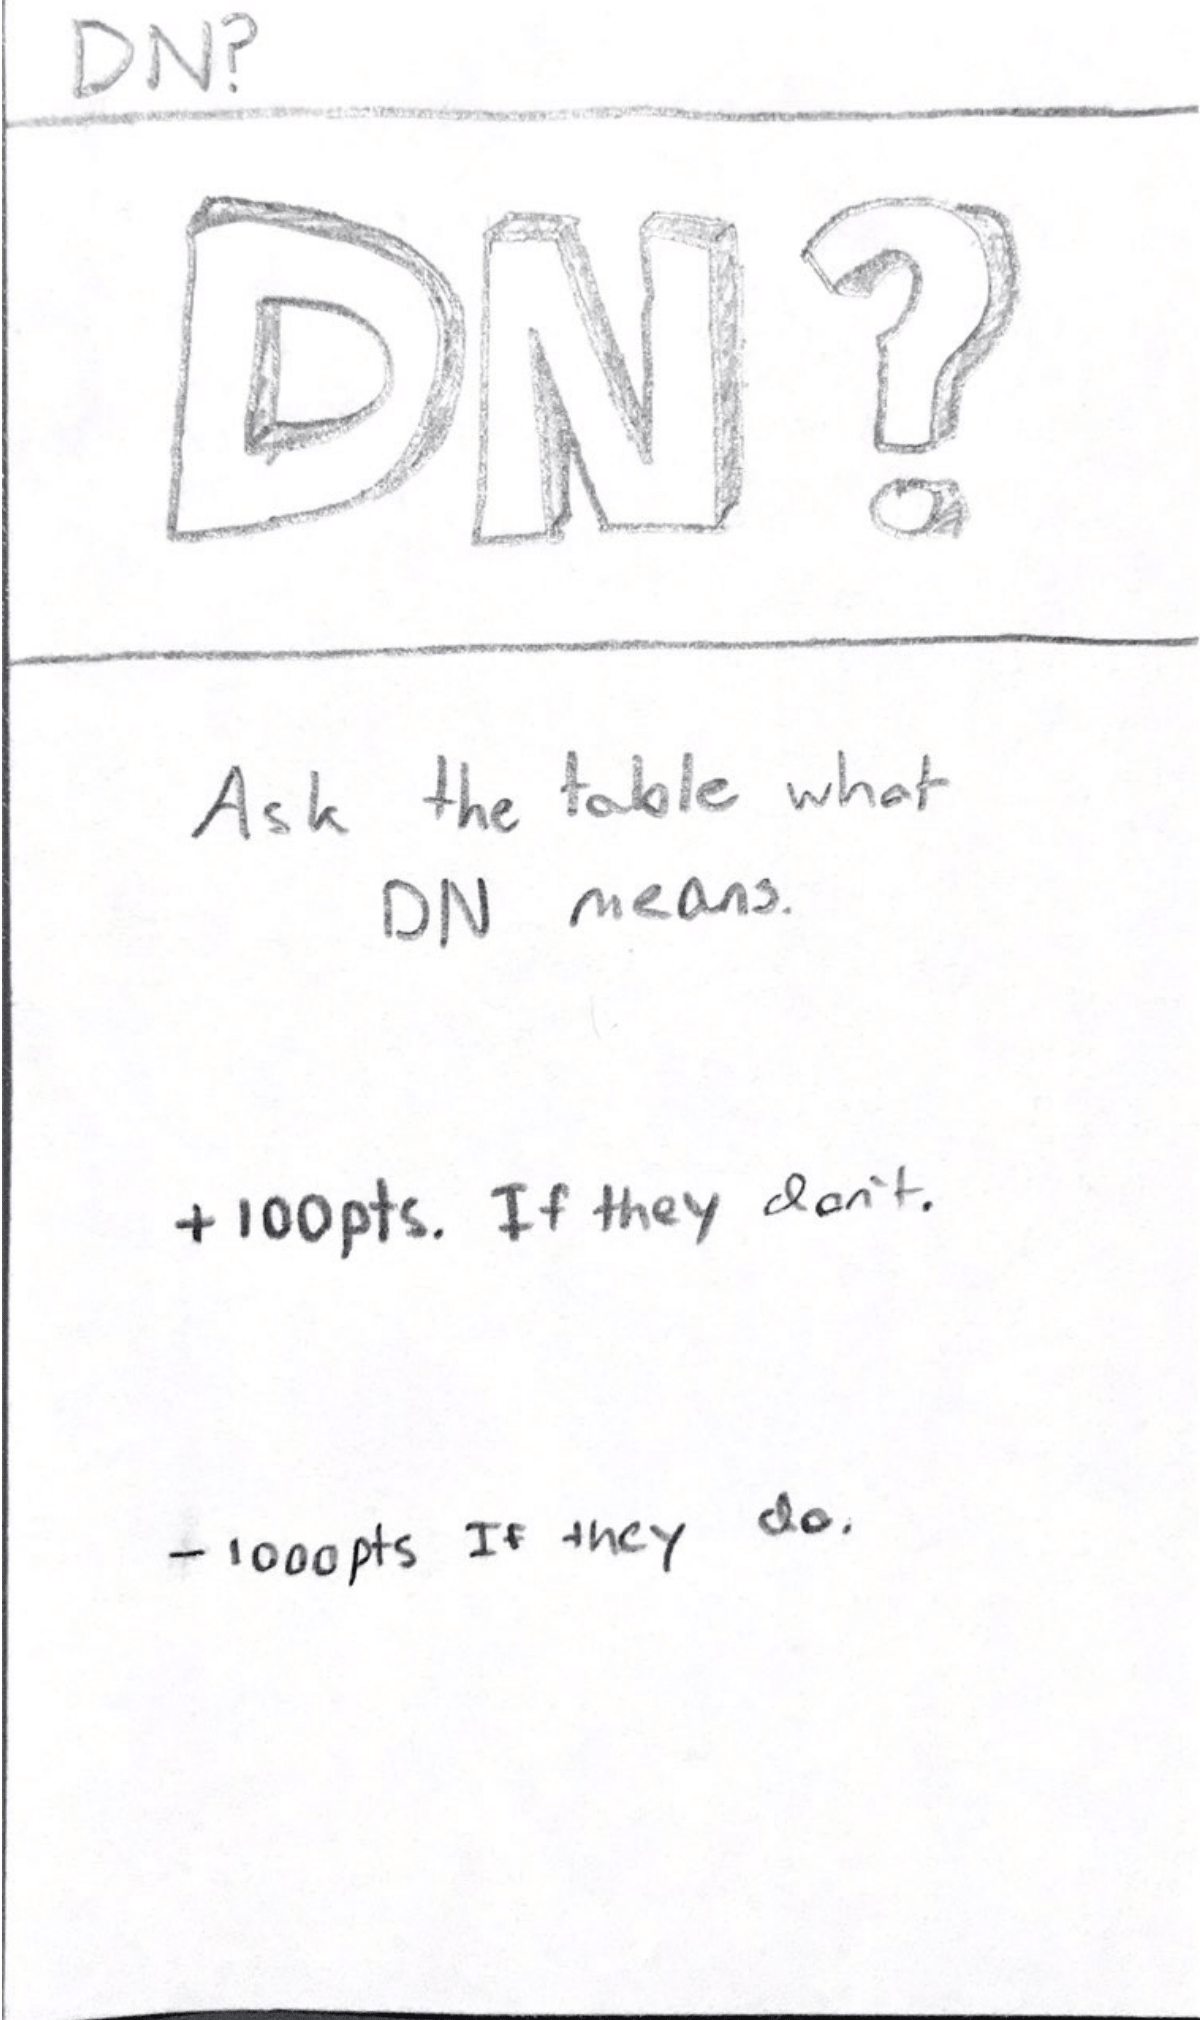 DN?
DN?
Ask the table what
DN means.
+100pts. If they don't.
-1000pts If they do.